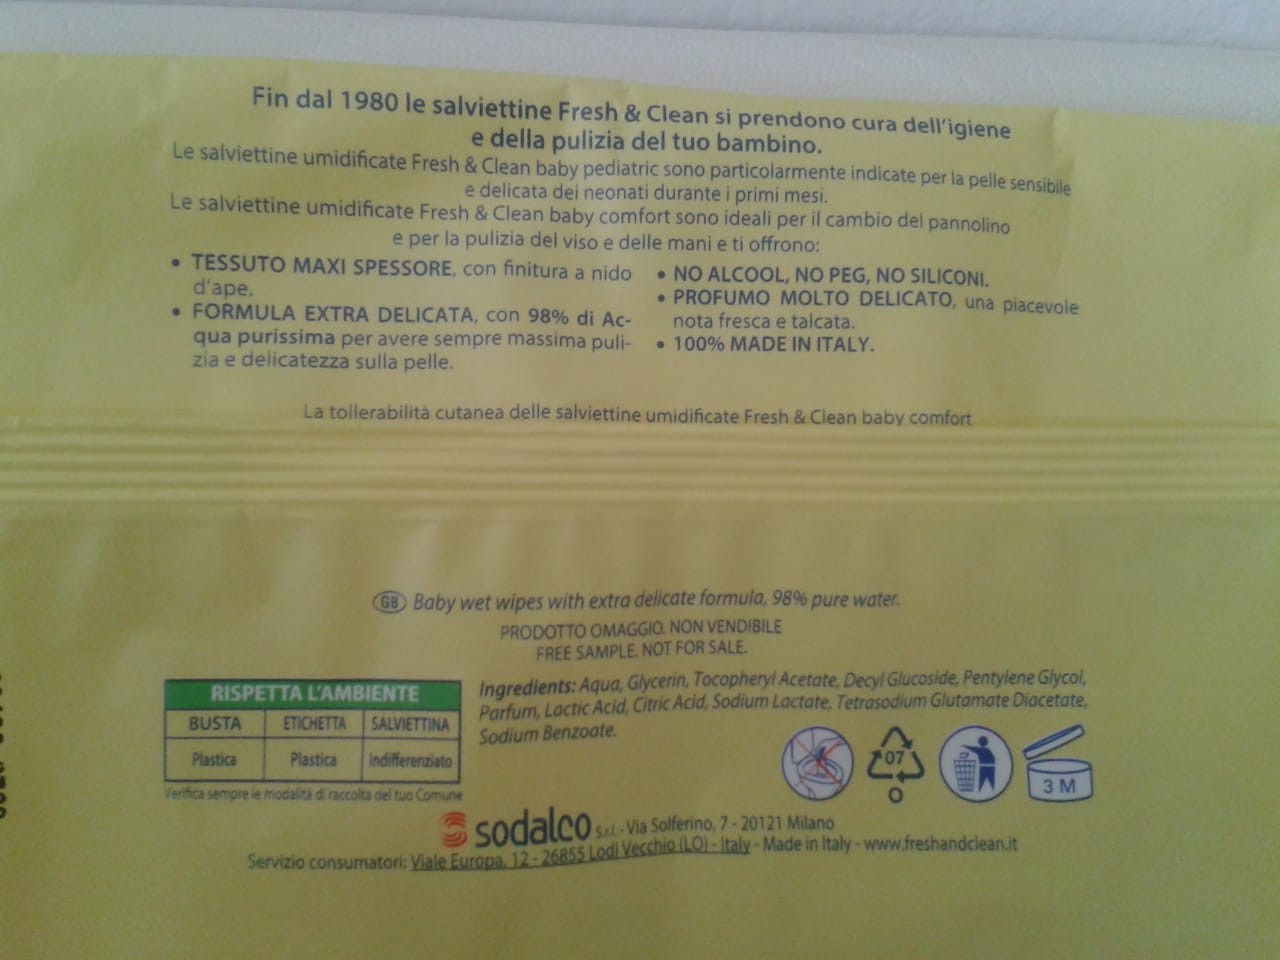 Fin dal 1980 le salviettine Fresh & Clean si prendono cura dell'igiene
e della pulizia del tuo bambino.
Le salviettine umidificate Fresh & Clean baby pediatric sono particolarmente indicate per la pelle sensibile
e delicata dei neonati durante i primi mesi.
Le salviettine umidificate Fresh & Clean baby comfort sono ideali per il cambio del pannolino
e per la pulizia del viso e delle mani e ti offrono:
• TESSUTO MAXI SPESSORE, con finitura a nido
d'ape.
• FORMULA EXTRA DELICATA, con 98% di Ac-
qua purissima per avere sempre massima puli-
zia e delicatezza sulla pelle.
• NO ALCOOL, NO PEG, NO SILICONI.
• PROFUMO MOLTO DELICATO, una piacevole
nota fresca e talcata.
• 100% MADE IN ITALY.
La tollerabilità cutanea delle salviettine umidificate Fresh & Clean baby comfort
GB Baby wet wipes with extra delicate formula, 98% pure water.
PRODOTTO OMAGGIO. NON VENDIBILE
FREE SAMPLE. NOT FOR SALE.
RISPETTA L'AMBIENTE
BUSTA ETICHETTA SALVIETTINA
Plastica Plastica Indifferenziato
Verifica sempre le modalità di raccolta del tuo Comune
Ingredients: Aqua, Glycerin, Tocopheryl Acetate, Decyl Glucoside, Pentylene Glycol,
Parfum, Lactic Acid, Citric Acid, Sodium Lactate, Tetrasodium Glutamate Diacetate,
Sodium Benzoate.
07
O
3 M
sodalco S.r.l. - Via Solferino, 7 - 20121 Milano
Servizio consumatori: Viale Europa, 12 - 26855 Lodi Vecchio (LO) - Italy - Made in Italy - www.freshandclean.it